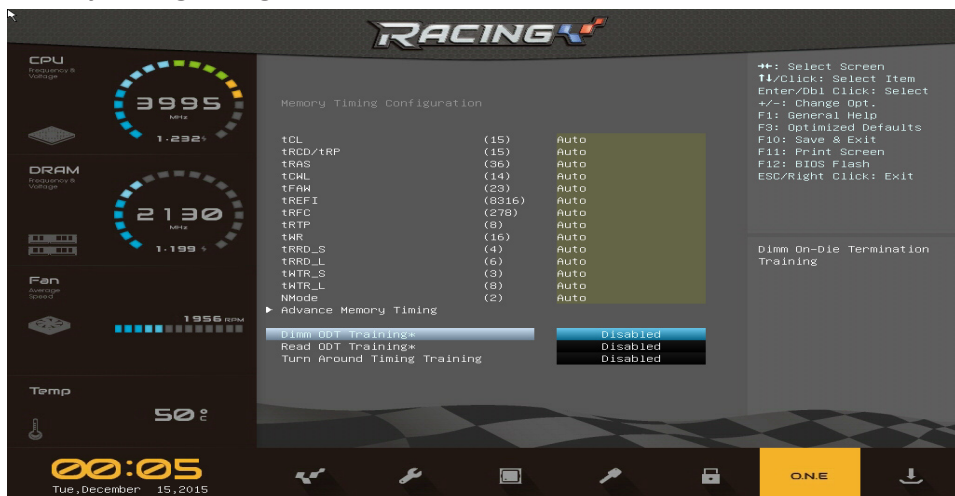 RACING
CPU
Frequency &
Voltage
3995
MHz
1.232
DRAM
Frequency &
Voltage
2130
MHz
1.199
Fan
Average
Speed
1956 RPM
Temp
50
00:05
Tue,December 15,2015
Memory Timing Configuration
tCL (15) Auto
tRCD/tRP (15) Auto
tRAS (36) Auto
tCWL (14) Auto
tFAW (23) Auto
tREFI (8316) Auto
tRFC (278) Auto
tRTP (8) Auto
tWR (16) Auto
tRRD_S (4) Auto
tRRD_L (6) Auto
tWTR_S (3) Auto
tWTR_L (8) Auto
NMode (2) Auto
Advance Memory Timing
Dimm ODT Training* Disabled
Read ODT Training* Disabled
Turn Around Timing Training Disabled
→←: Select Screen
↑↓/Click: Select Item
Enter/Dbl Click: Select
+/-: Change Opt.
F1: General Help
F3: Optimized Defaults
F10: Save & Exit
F11: Print Screen
F12: BIOS Flash
ESC/Right Click: Exit
Dimm On-Die Termination
Training
O.N.E